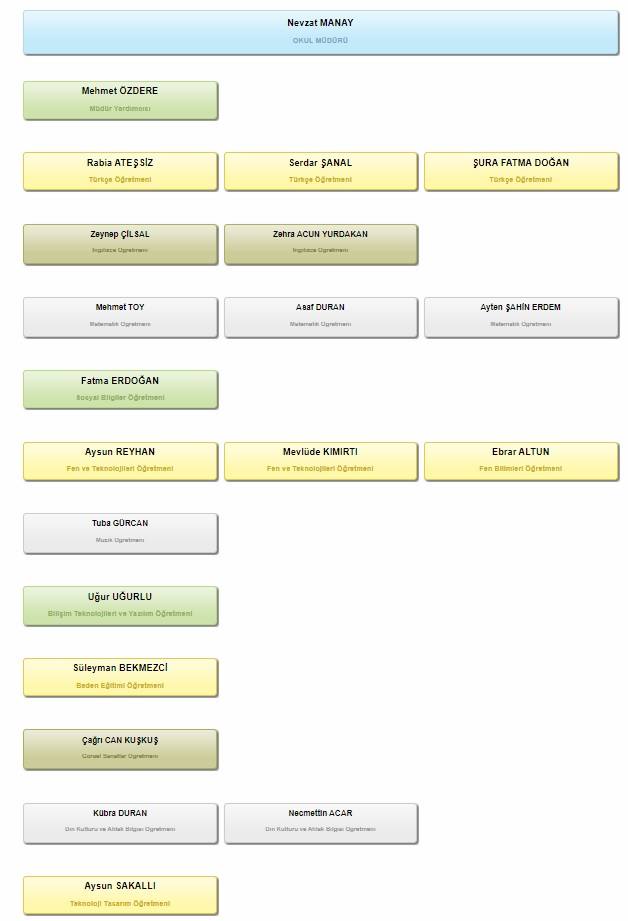 Nevzat MANAY
OKUL MÜDÜRÜ
Mehmet ÖZDERE
Müdür Yardımcısı
Rabia ATEŞSİZ
Türkçe Öğretmeni
Serdar ŞANAL
Türkçe Öğretmeni
ŞURA FATMA DOĞAN
Türkçe Öğretmeni
Zeynep ÇİLSAL
İngilizce Öğretmeni
Zehra ACUN YURDAKAN
İngilizce Öğretmeni
Mehmet TOY
Matematik Öğretmeni
Asaf DURAN
Matematik Öğretmeni
Ayten ŞAHİN ERDEM
Matematik Öğretmeni
Fatma ERDOĞAN
Sosyal Bilgiler Öğretmeni
Aysun REYHAN
Fen ve Teknolojileri Öğretmeni
Mevlüde KIMIRTI
Fen ve Teknolojileri Öğretmeni
Ebrar ALTUN
Fen Bilimleri Öğretmeni
Tuba GÜRCAN
Müzik Öğretmeni
Uğur UĞURLU
Bilişim Teknolojileri ve Yazılım Öğretmeni
Süleyman BEKMEZCİ
Beden Eğitimi Öğretmeni
Çağrı CAN KUŞKUŞ
Görsel Sanatlar Öğretmeni
Kübra DURAN
Din Kültürü ve Ahlak Bilgisi Öğretmeni
Necmettin ACAR
Din Kültürü ve Ahlak Bilgisi Öğretmeni
Aysun SAKALLI
Teknoloji Tasarım Öğretmeni